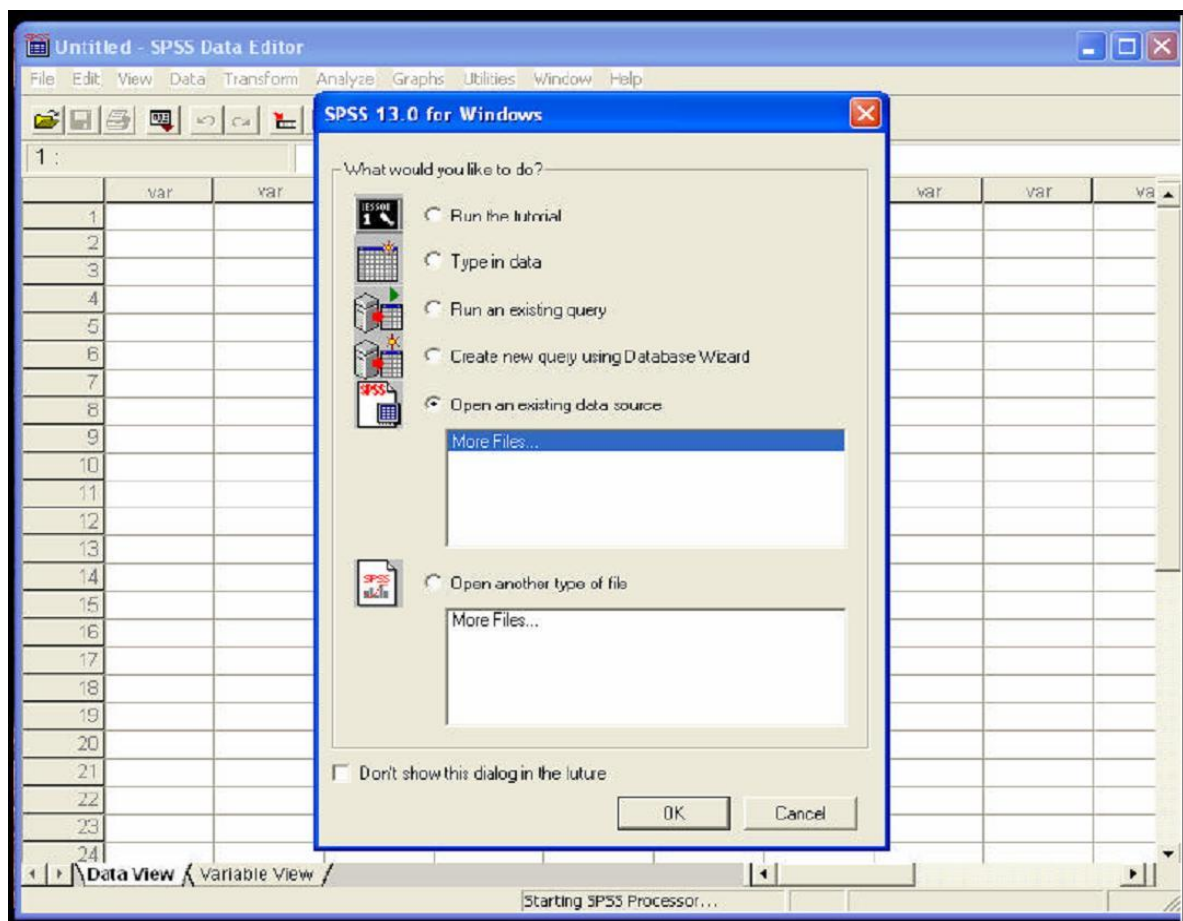 Untitled - SPSS Data Editor
File Edit View Data Transform Analyze Graphs Utilities Window Help
SPSS 13.0 for Windows
1 :
What would you like to do?
var var var var va
LESSON 1
Run the tutorial
Type in data
Run an existing query
Create new query using Database Wizard
SPSS
Open an existing data source
More Files...
SPSS
Open another type of file
More Files...
1
2
3
4
5
6
7
8
9
10
11
12
13
14
15
16
17
18
19
20
21
22
23
24
Don't show this dialog in the future
OK Cancel
Data View Variable View
Starting SPSS Processor...